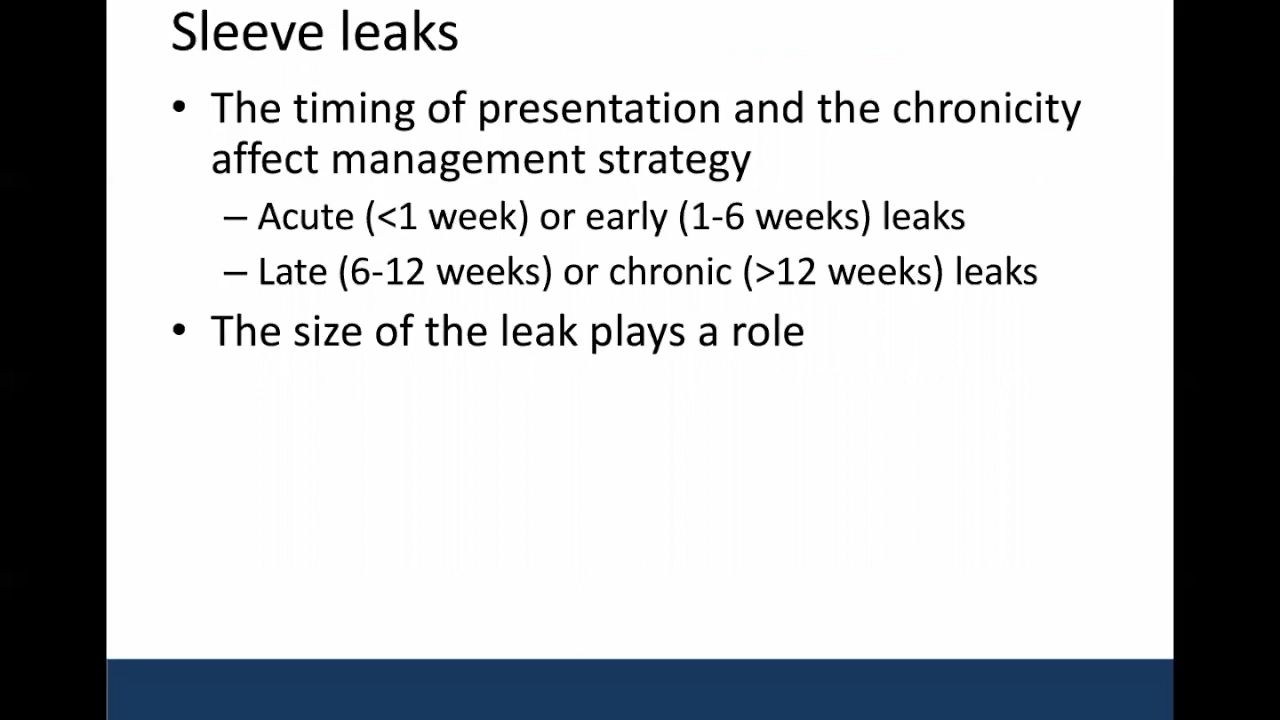 Sleeve leaks
• The timing of presentation and the chronicity
affect management strategy
– Acute (<1 week) or early (1-6 weeks) leaks
– Late (6-12 weeks) or chronic (>12 weeks) leaks
• The size of the leak plays a role